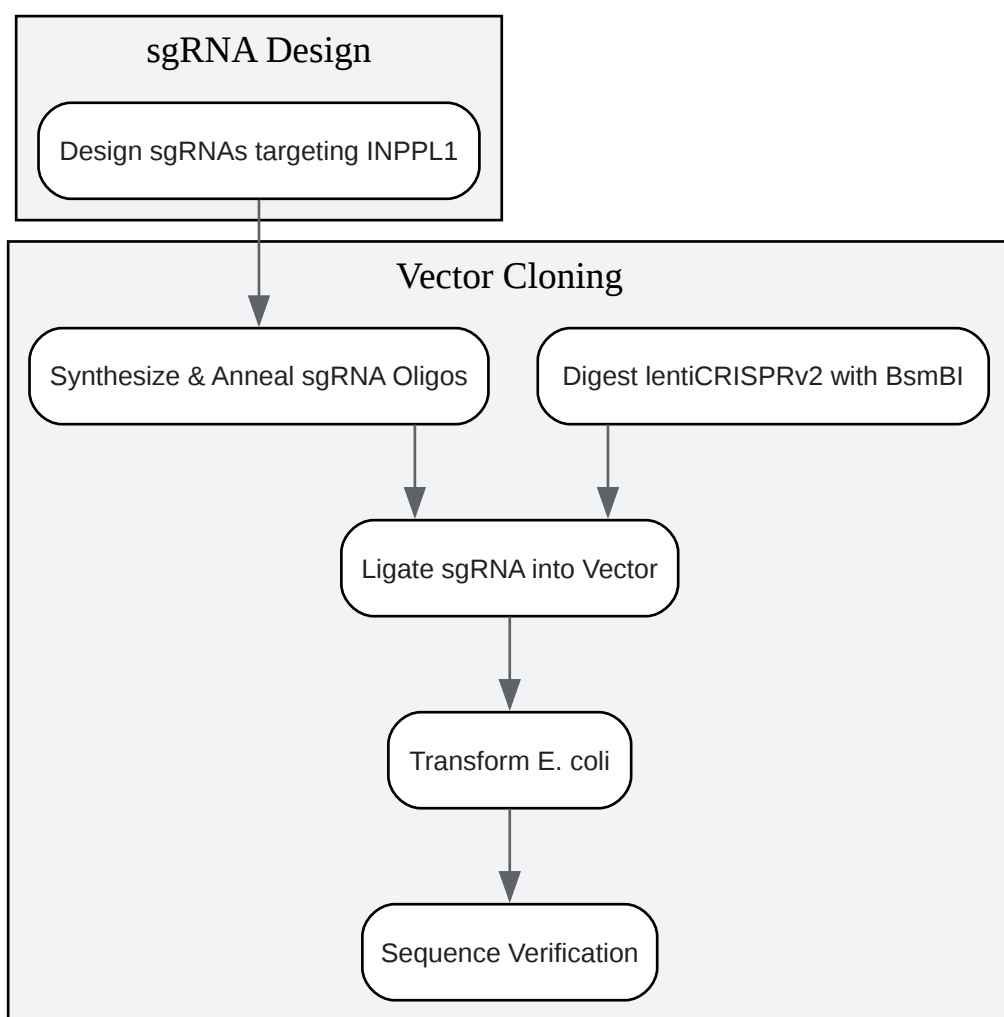 sgRNA Design
Design sgRNAs targeting INPPL1
Vector Cloning
Synthesize & Anneal sgRNA Oligos
Digest lentiCRISPRv2 with BsmBI
Ligate sgRNA into Vector
Transform E. coli
Sequence Verification